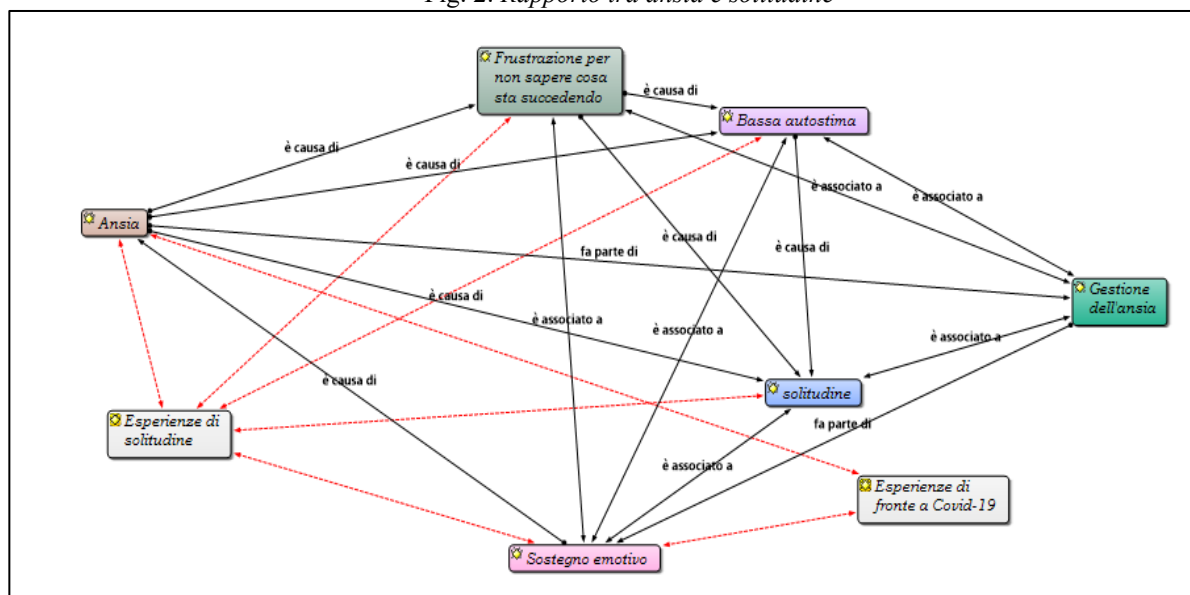 Fig. 2. Rapporto tra ansia e solitudine
Frustrazione per
non sapere cosa
sta succedendo
è causa di
Bassa autostima
è causa di
è causa di
è associato a
è associato a
Ansia
è causa di
è causa di
fa parte di
Gestione
dell'ansia
è causa di
è associato a
è associato a
è associato a
è causa di
solitudine
Esperienze di
solitudine
fa parte di
è associato a
Esperienze di
fronte a Covid-19
Sostegno emotivo